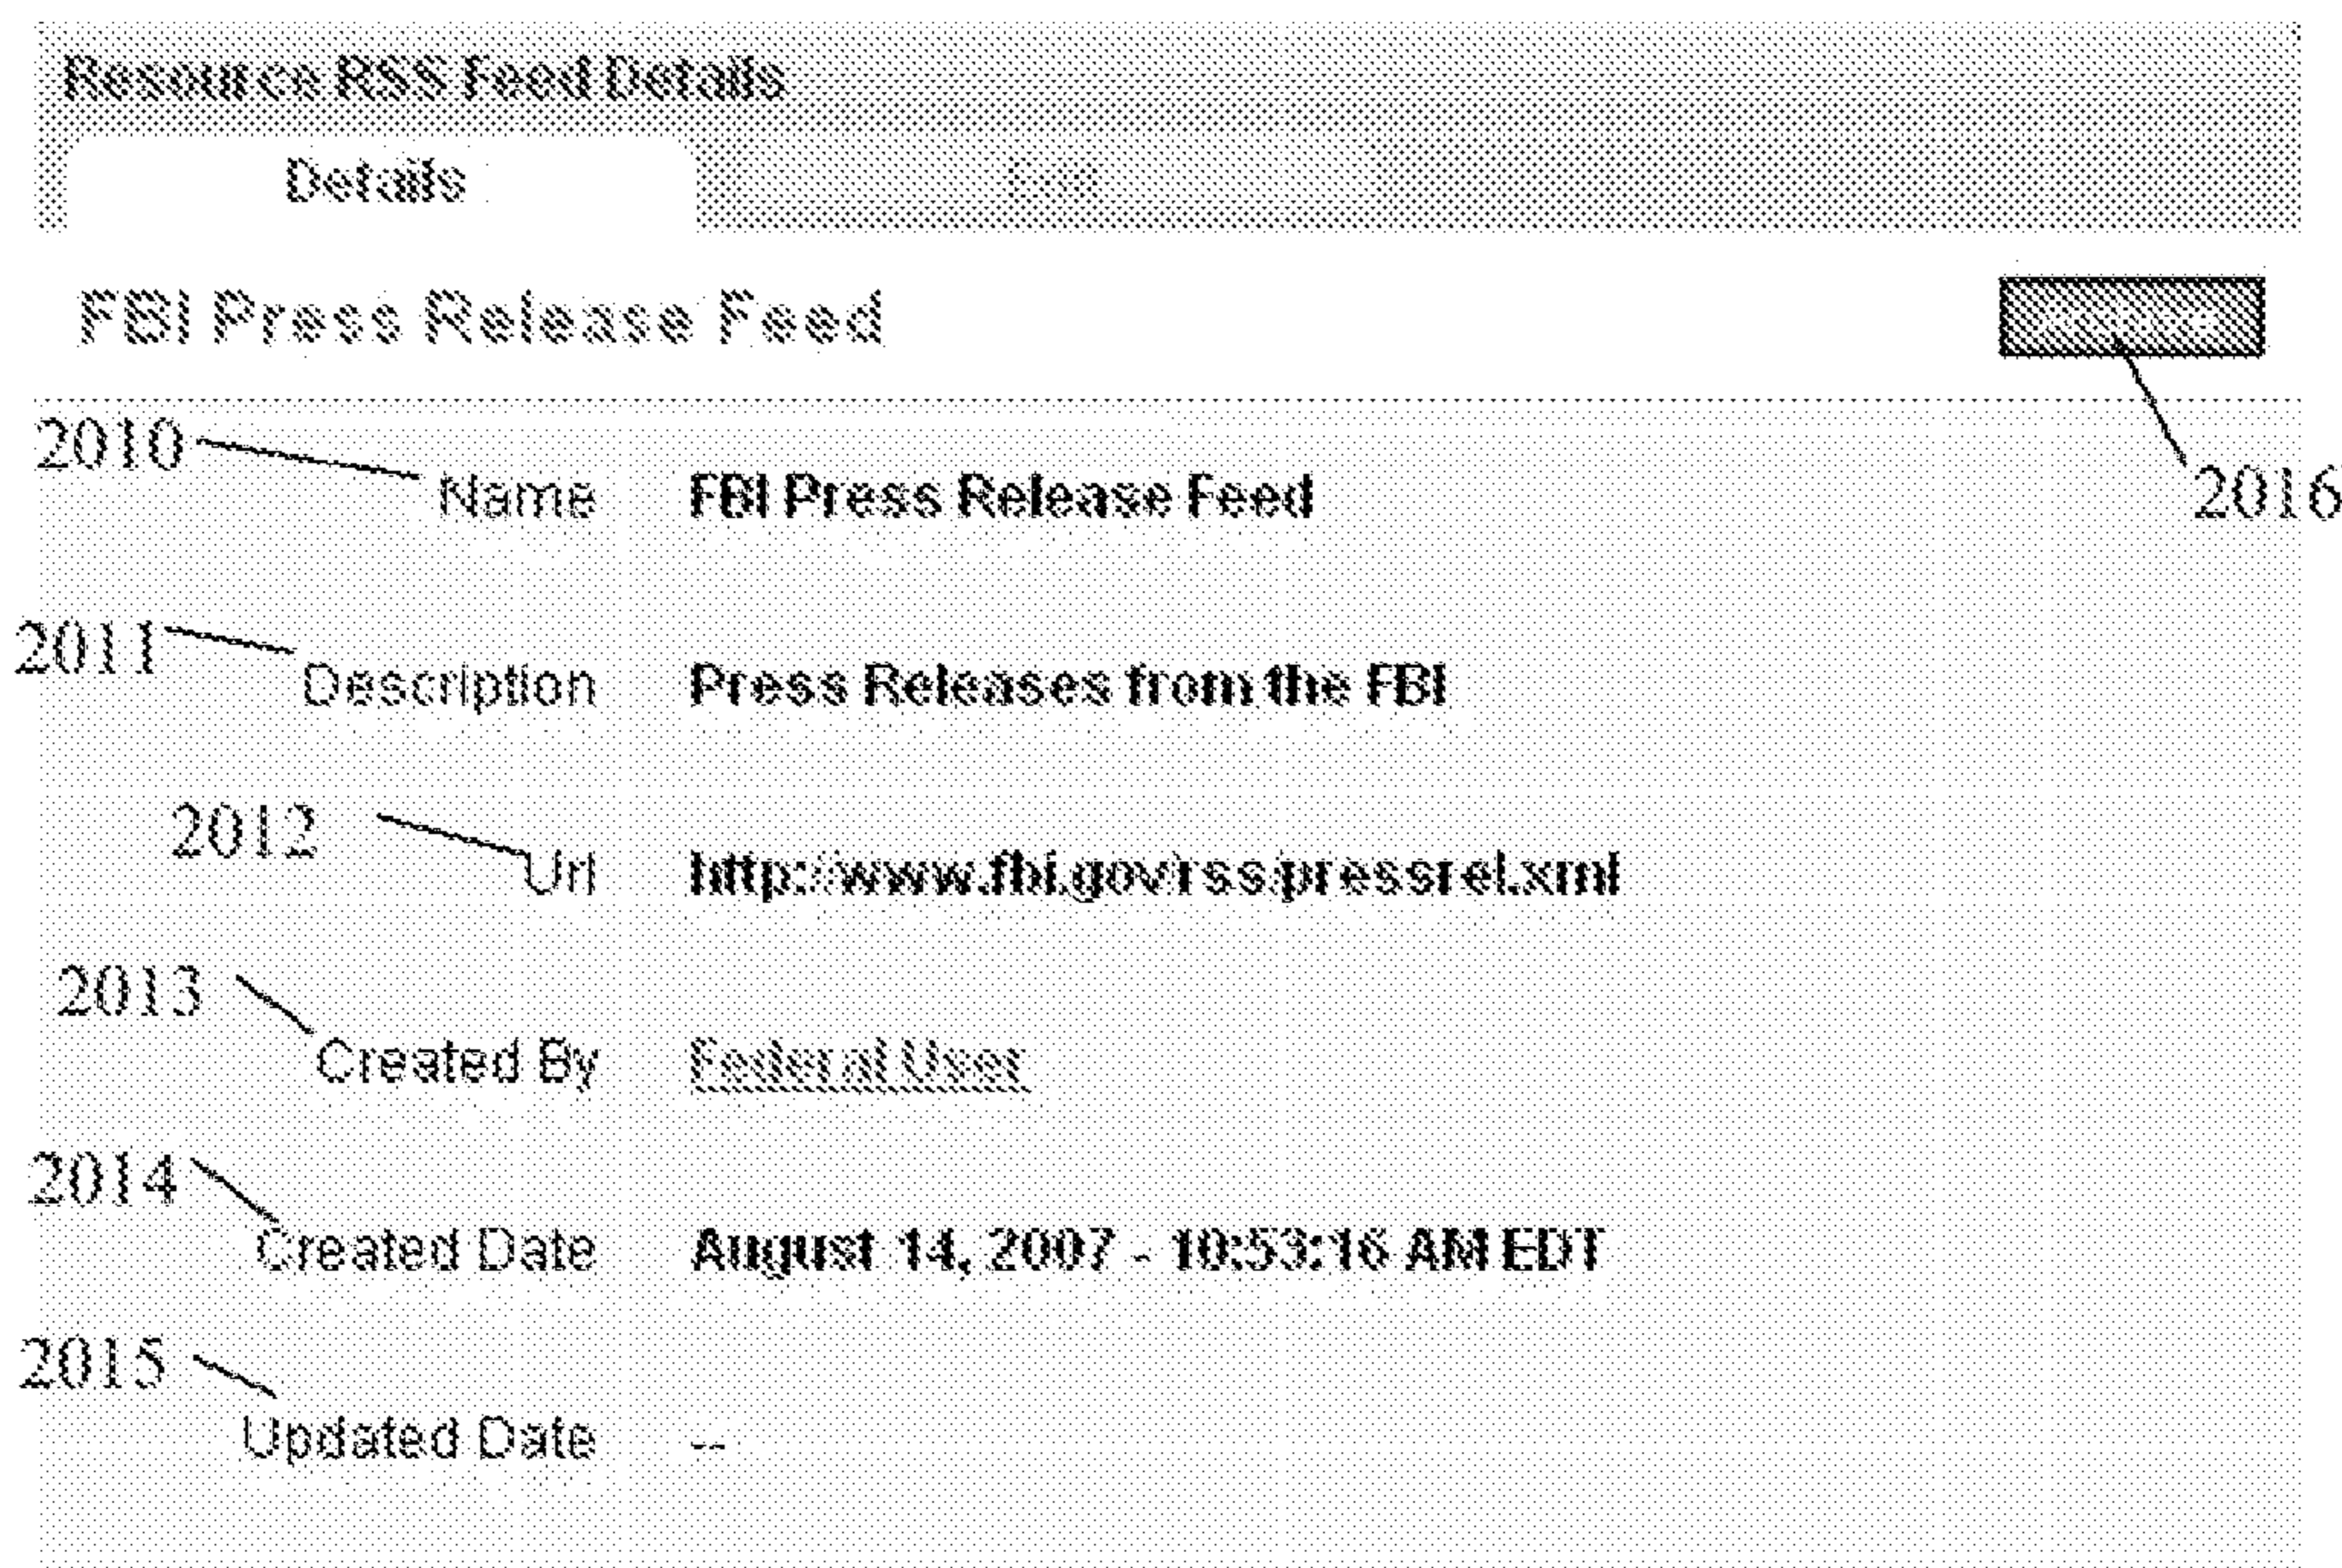 Resource RSS Feed Details
Details Edit
FBI Press Release Feed
2010
Name FBI Press Release Feed
2016
2011
Description Press Releases from the FBI
2012
Url http://www.fbi.gov/rss/pressrel.xml
2013
Created By Federal User
2014
Created Date August 14, 2007 - 10:53:16 AM EDT
2015
Updated Date --